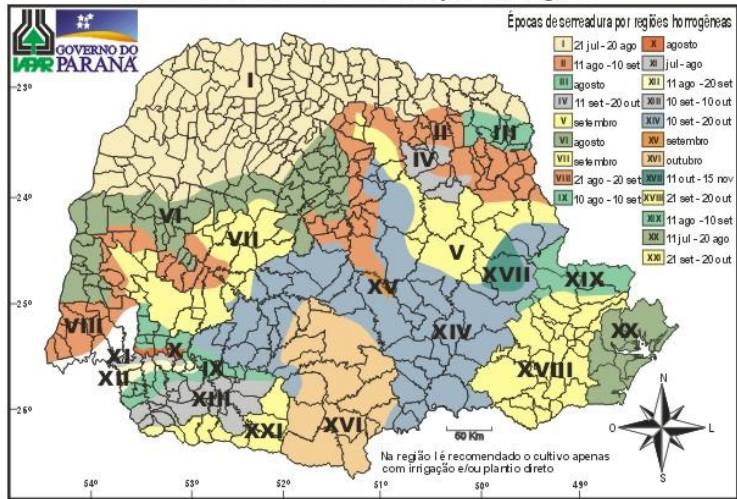 Épocas de serreadura por regiões homrogêneas
IAPAR
GOVERNO DO
PARANÁ
I 21 jul - 20 ago
II 11 ago - 10 set
III agosto
IV 11 set - 20 out
V setembro
VI agosto
VII setembro
VIII 21 ago - 20 set
IX 10 ago - 10 set
X agosto
XI jul - ago
XII 11 ago - 20 set
XIII 10 set - 10 out
XIV 10 set - 20 out
XV setembro
XVI outubro
XVII 11 out - 15 nov
XVIII 21 set - 20 out
XIX 11 ago - 10 set
XX 11 jul - 20 ago
XXI 21 set - 20 out
23°
24°
25°
26°
I
II
III
IV
VI
VII
V
XVII
XV
XIX
VIII
XIV
XX
XI
X
XII
IX
XVIII
XIII
XXI
XVI
60 Km
N
O
L
S
Na região I é recomendado o cultivo apenas
com irrigação e/ou plantio direto
54°
53°
52°
51°
50°
49°